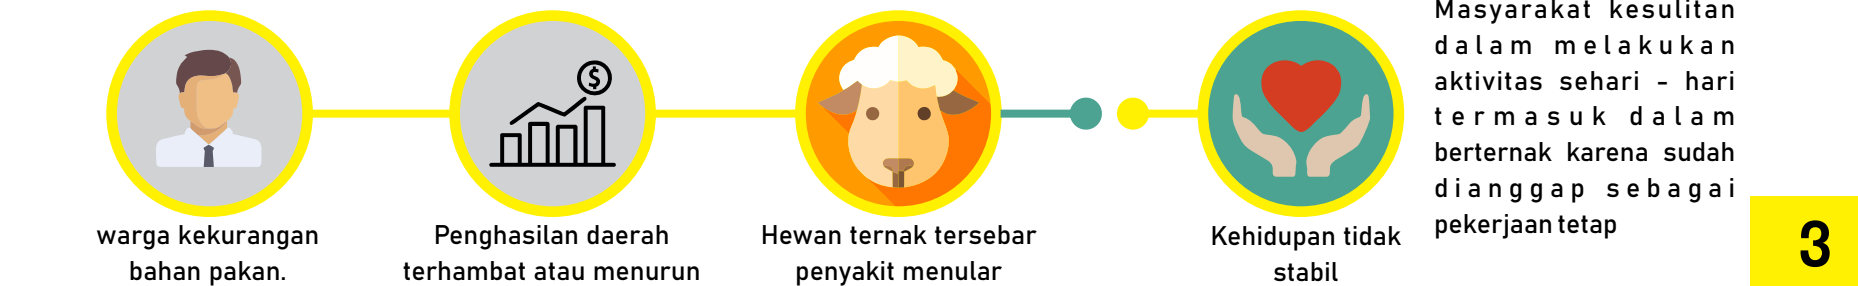 warga kekurangan
bahan pakan.
Penghasilan daerah
terhambat atau menurun
Hewan ternak tersebar
penyakit menular
Kehidupan tidak
stabil
Masyarakat kesulitan
dalam melakukan
aktivitas sehari - hari
termasuk dalam
berternak karena sudah
dianggap sebagai
pekerjaan tetap
$
3